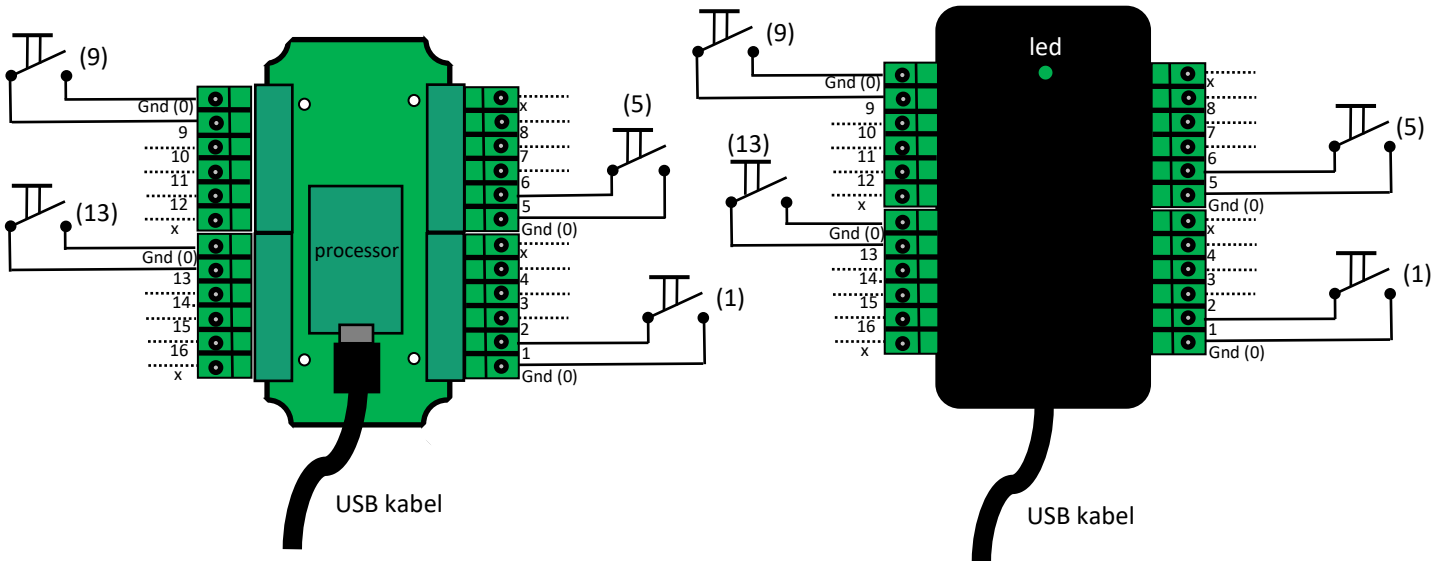 (9)
Gnd (0)
9
10
11
12
x
(13)
Gnd (0)
13
14
15
16
x
processor
x
8
7
6
5
Gnd (0)
(5)
x
4
3
2
1
Gnd (0)
(1)
USB kabel
(9)
Gnd (0)
9
10
11
12
x
(13)
Gnd (0)
13
14
15
16
x
led
x
8
7
6
5
Gnd (0)
(5)
x
4
3
2
1
Gnd (0)
(1)
USB kabel